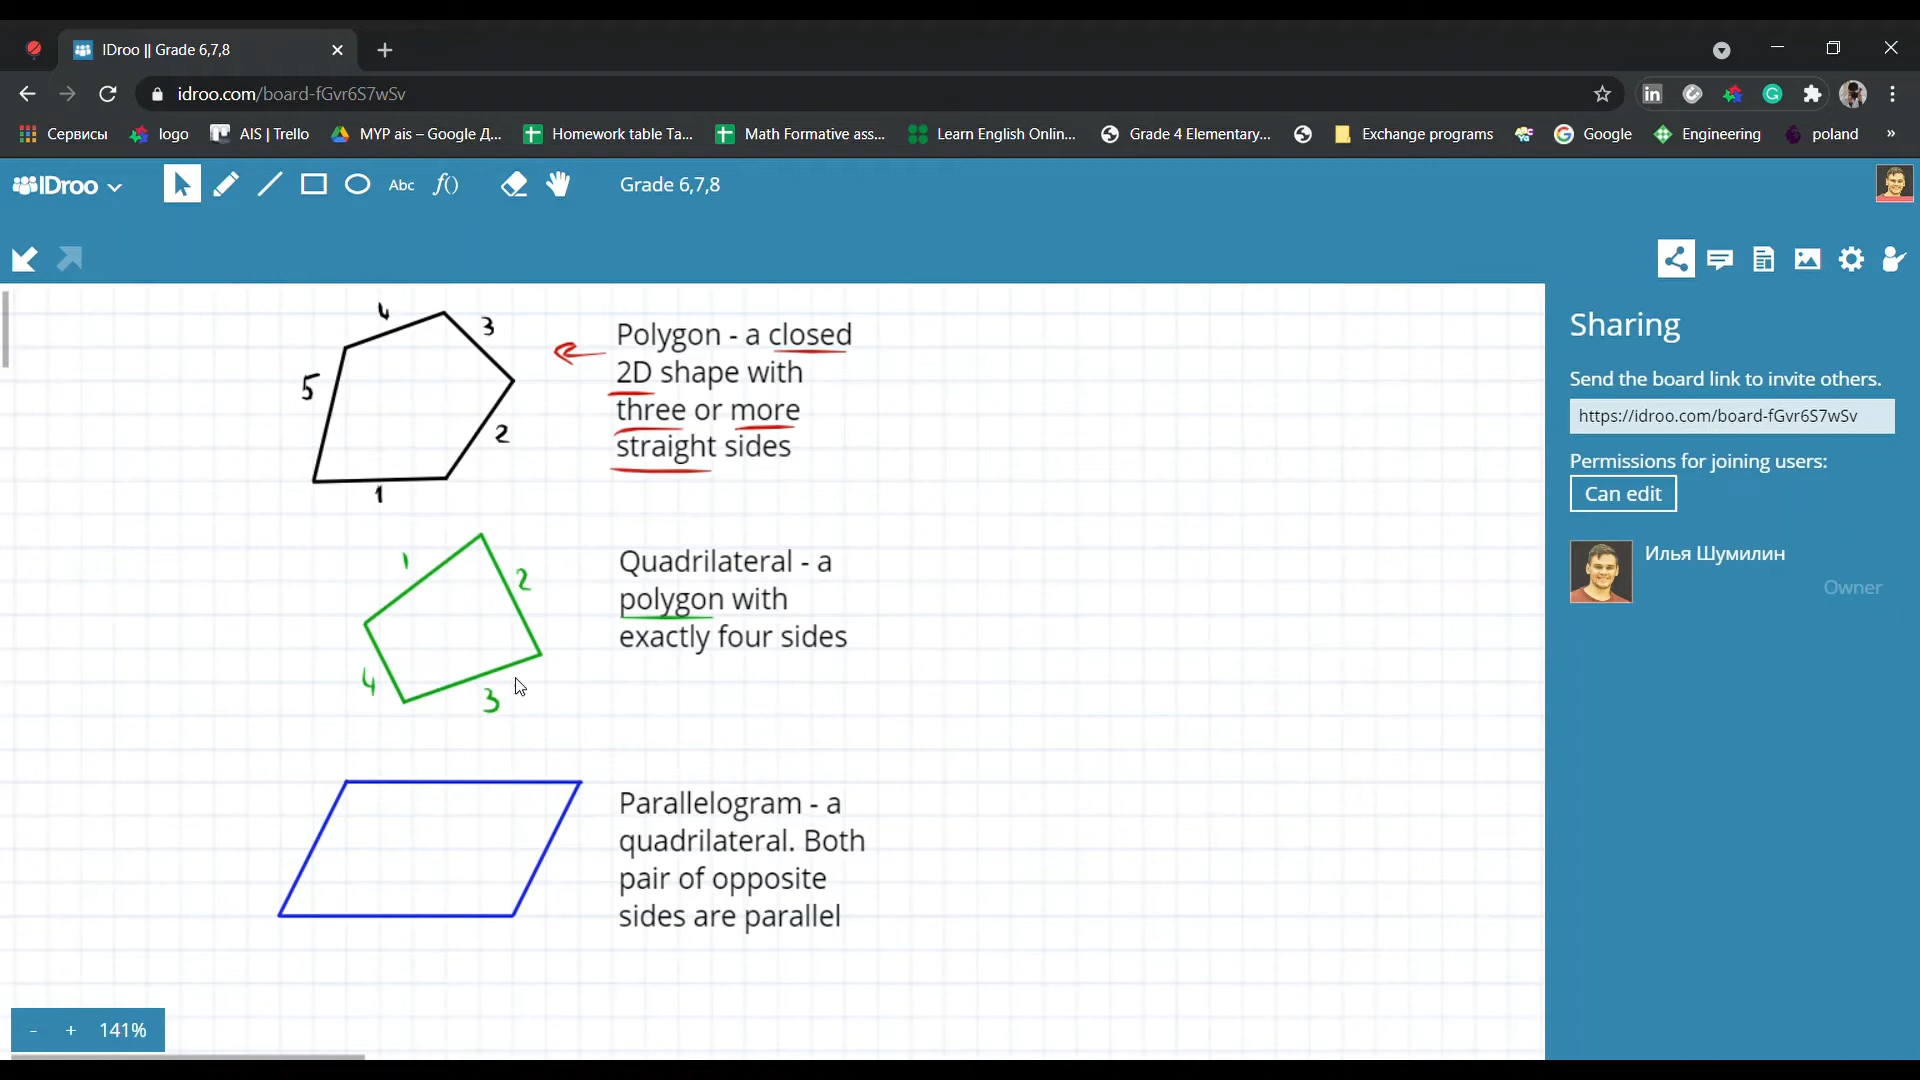 IDroo || Grade 6,7,8
idroo.com/board-fGvr6S7wSv
Сервисы
logo
AIS | Trello
MYP ais – Google Д...
Homework table Ta...
Math Formative ass...
Learn English Onlin...
Grade 4 Elementary...
Exchange programs
Google
Engineering
poland
»
IDroo
Abc
f()
Grade 6,7,8
4
3
5
2
1
Polygon - a closed
2D shape with
three or more
straight sides
1
2
4
3
Quadrilateral - a
polygon with
exactly four sides
Parallelogram - a
quadrilateral. Both
pair of opposite
sides are parallel
Sharing
Send the board link to invite others.
https://idroo.com/board-fGvr6S7wSv
Permissions for joining users:
Can edit
Илья Шумилин
Owner
- + 141%